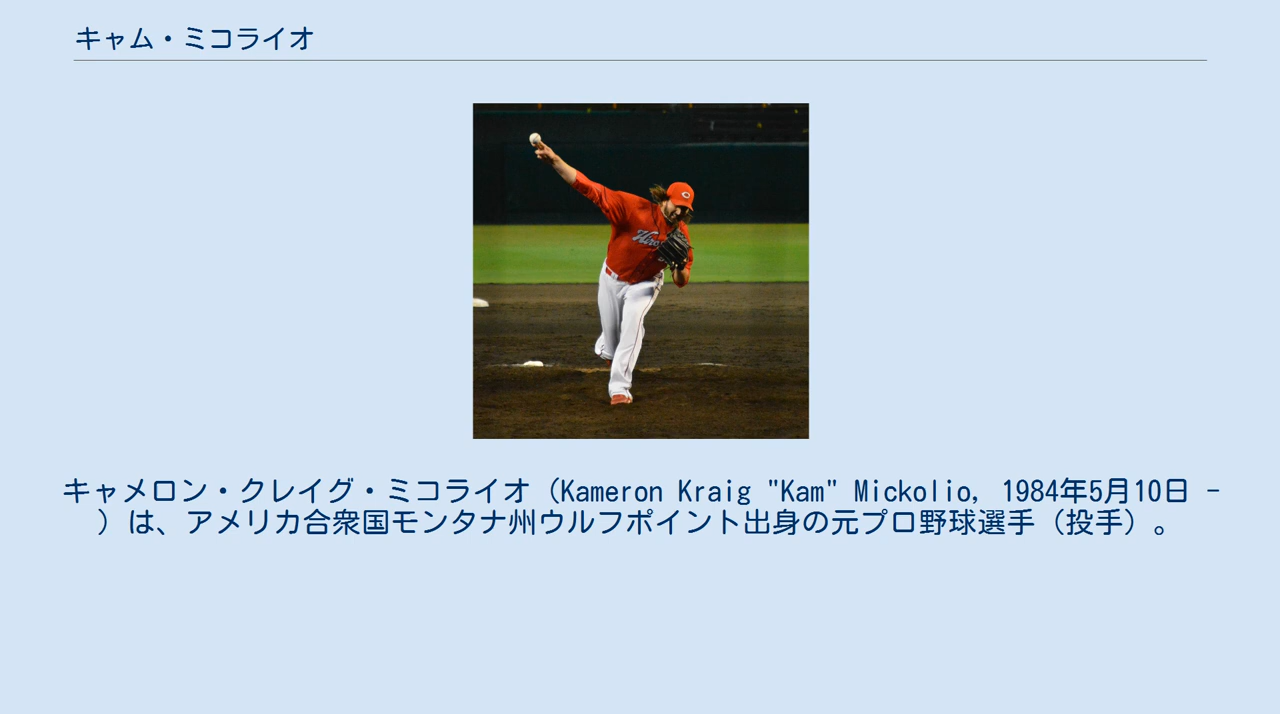 キャム・ミコライオ
キャメロン・クレイグ・ミコライオ（Kameron Kraig "Kam" Mickolio, 1984年5月10日 -
）は、アメリカ合衆国モンタナ州ウルフポイント出身の元プロ野球選手（投手）。